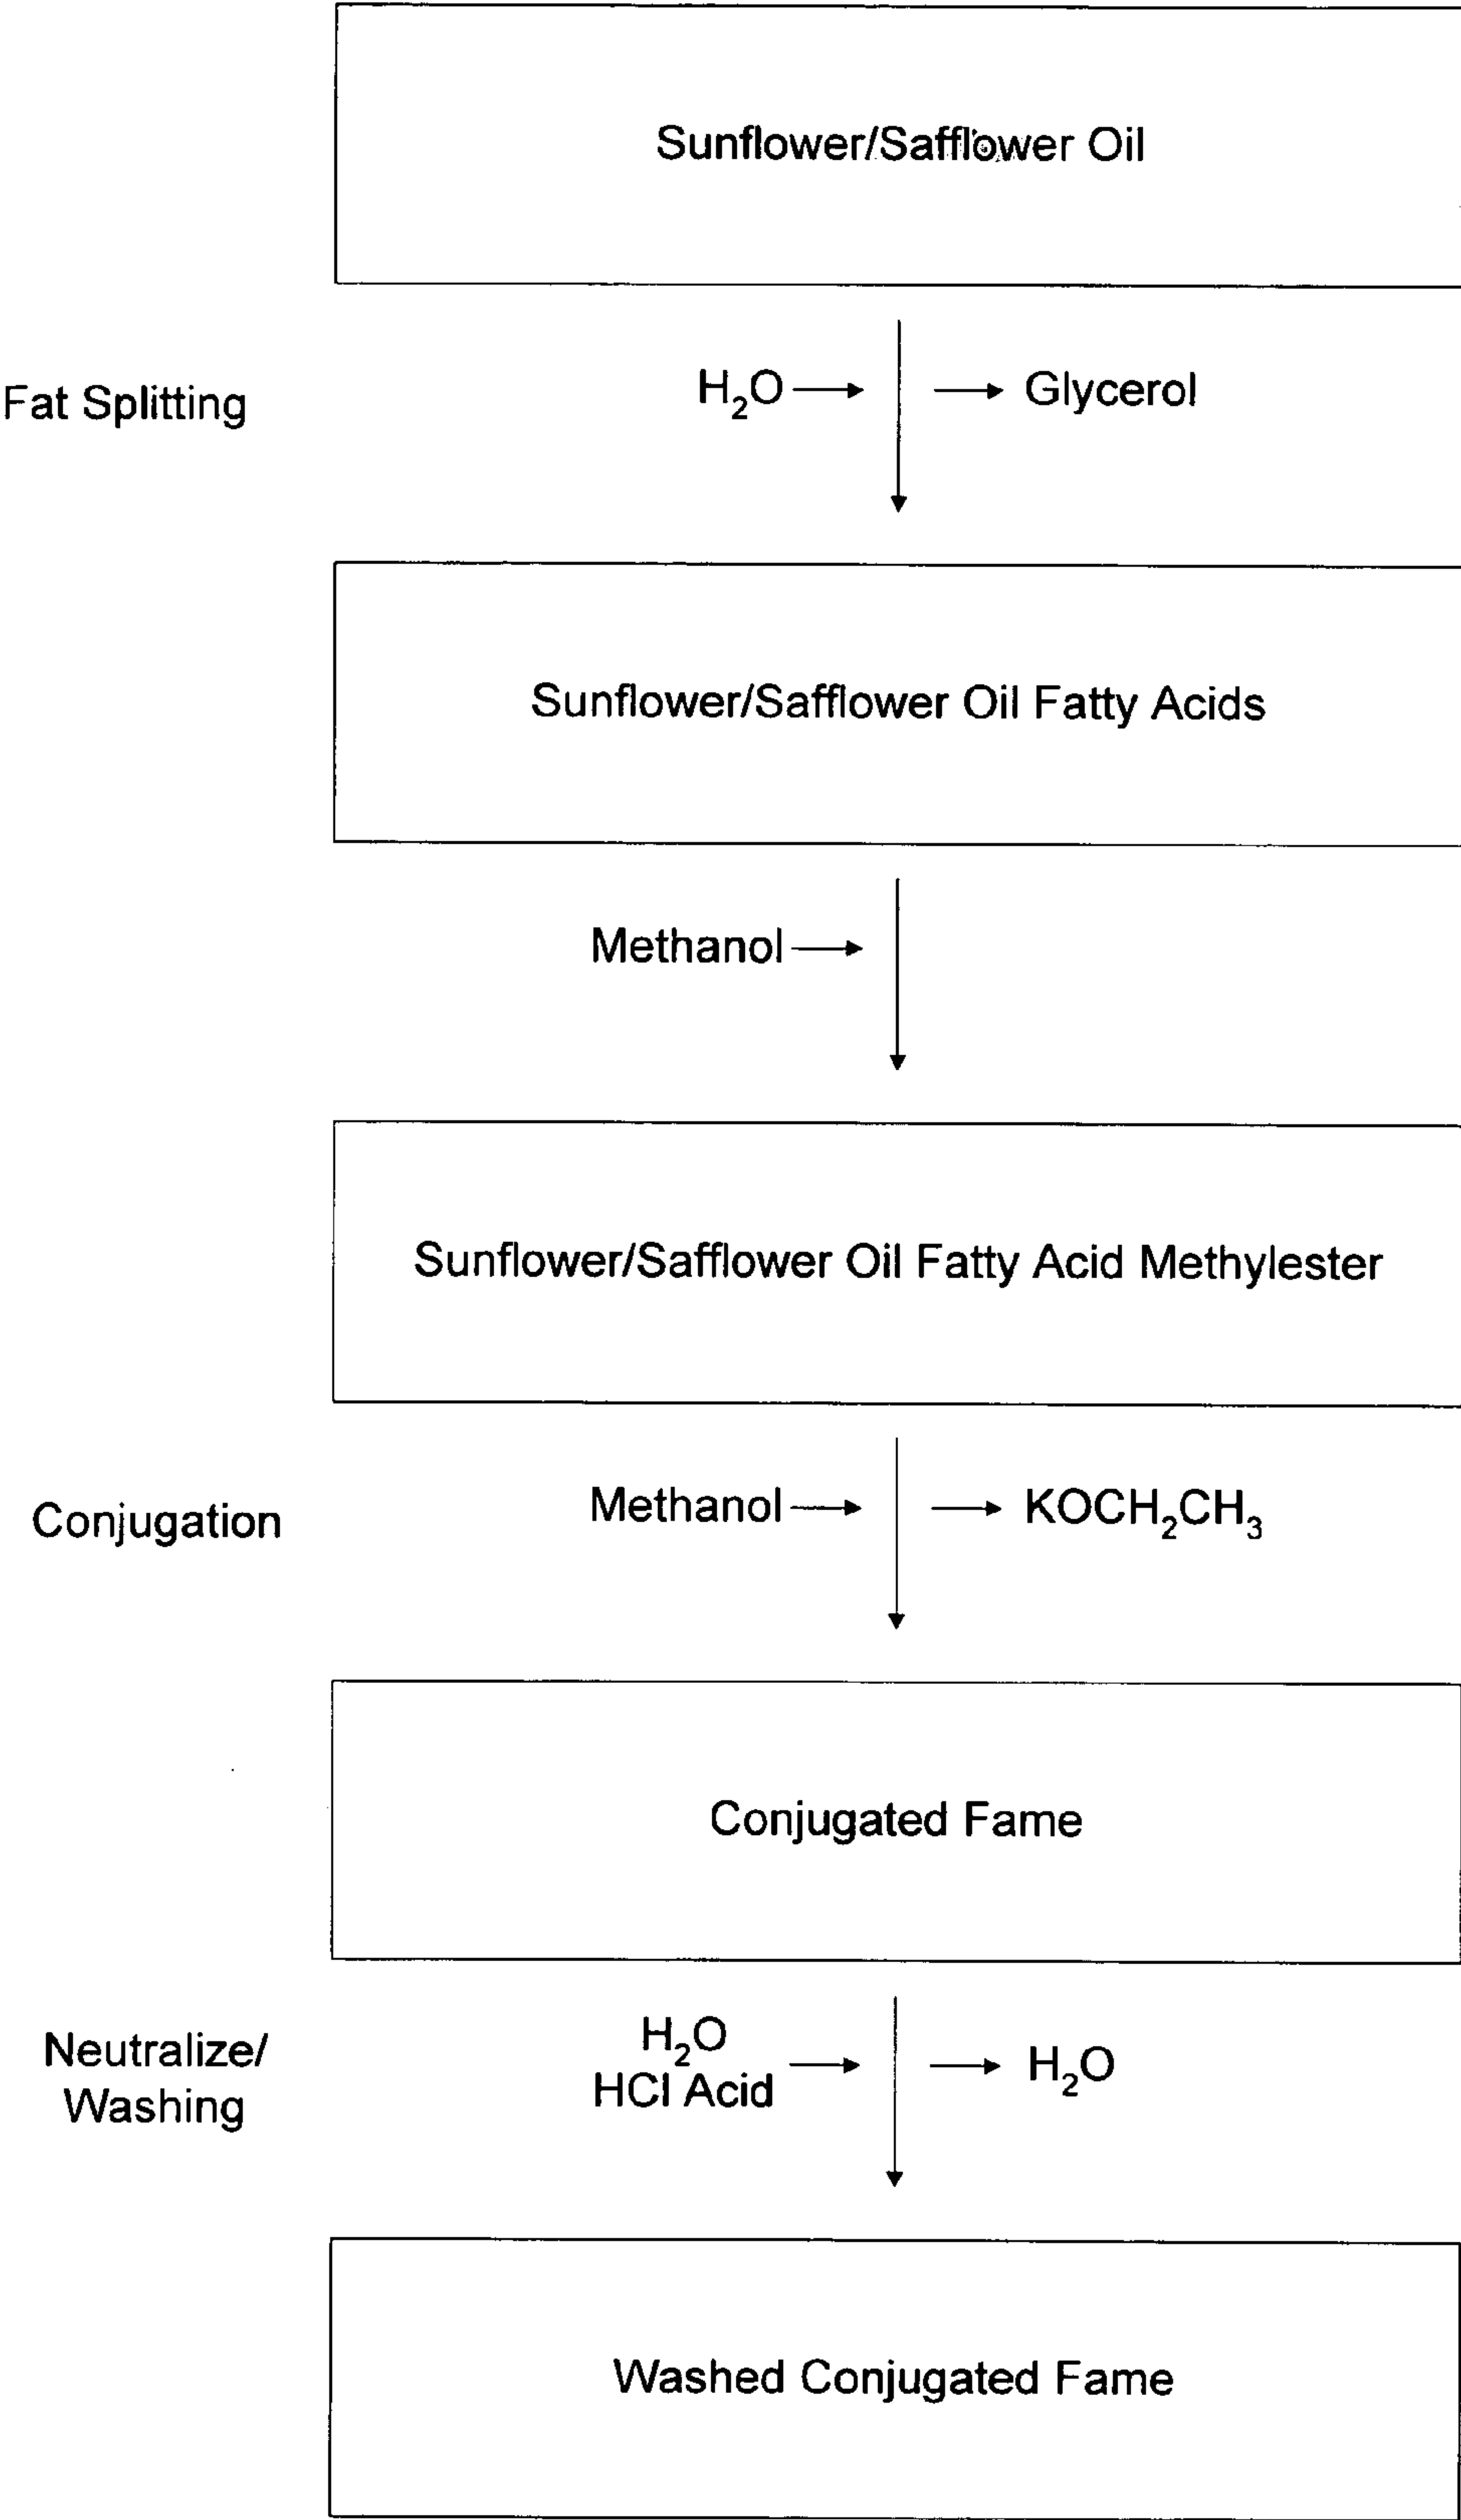 Sunflower/Safflower Oil
Fat Splitting
H₂O → | → Glycerol
Sunflower/Safflower Oil Fatty Acids
Methanol →
Sunflower/Safflower Oil Fatty Acid Methylester
Conjugation
Methanol → | → KOCH₂CH₃
Conjugated Fame
Neutralize/
Washing
H₂O
HCl Acid
→ H₂O
Washed Conjugated Fame